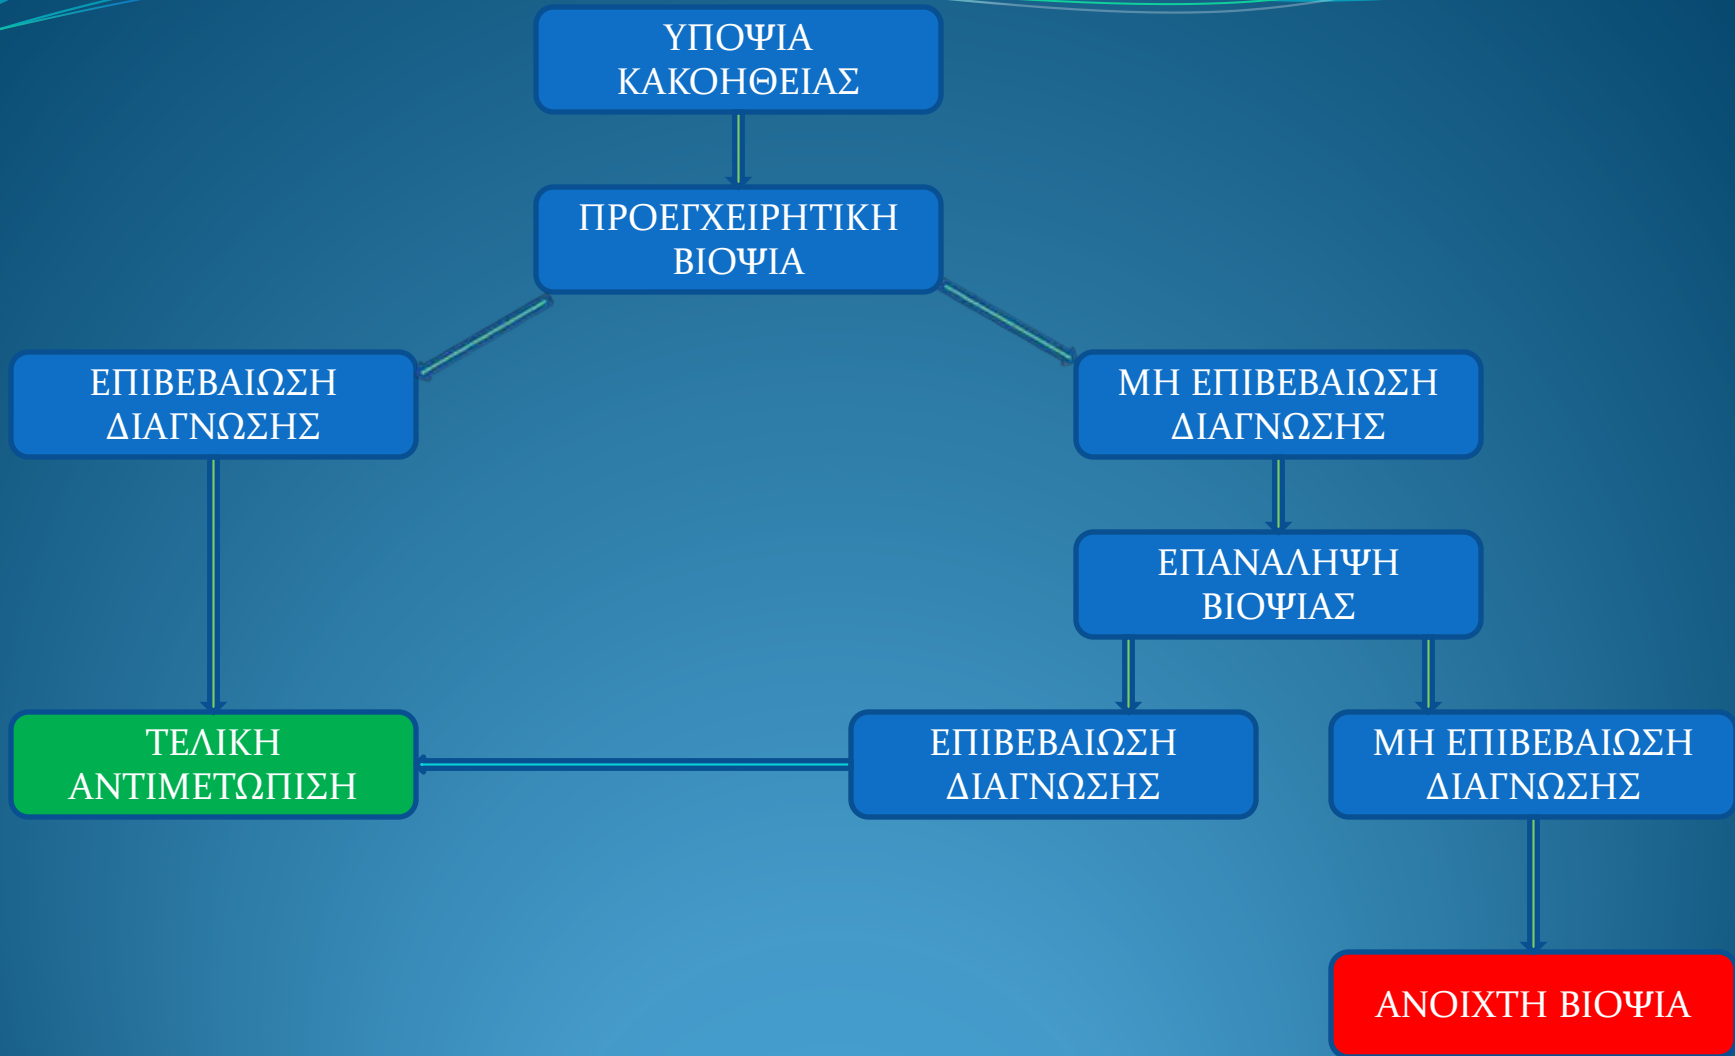 ΥΠΟΨΙΑ
ΚΑΚΟΗΘΕΙΑΣ
ΠΡΟΕΓΧΕΙΡΗΤΙΚΗ
ΒΙΟΨΙΑ
ΕΠΙΒΕΒΑΙΩΣΗ
ΔΙΑΓΝΩΣΗΣ
ΜΗ ΕΠΙΒΕΒΑΙΩΣΗ
ΔΙΑΓΝΩΣΗΣ
ΕΠΑΝΑΛΗΨΗ
ΒΙΟΨΙΑΣ
ΤΕΛΙΚΗ
ΑΝΤΙΜΕΤΩΠΙΣΗ
ΕΠΙΒΕΒΑΙΩΣΗ
ΔΙΑΓΝΩΣΗΣ
ΜΗ ΕΠΙΒΕΒΑΙΩΣΗ
ΔΙΑΓΝΩΣΗΣ
ΑΝΟΙΧΤΗ ΒΙΟΨΙΑ